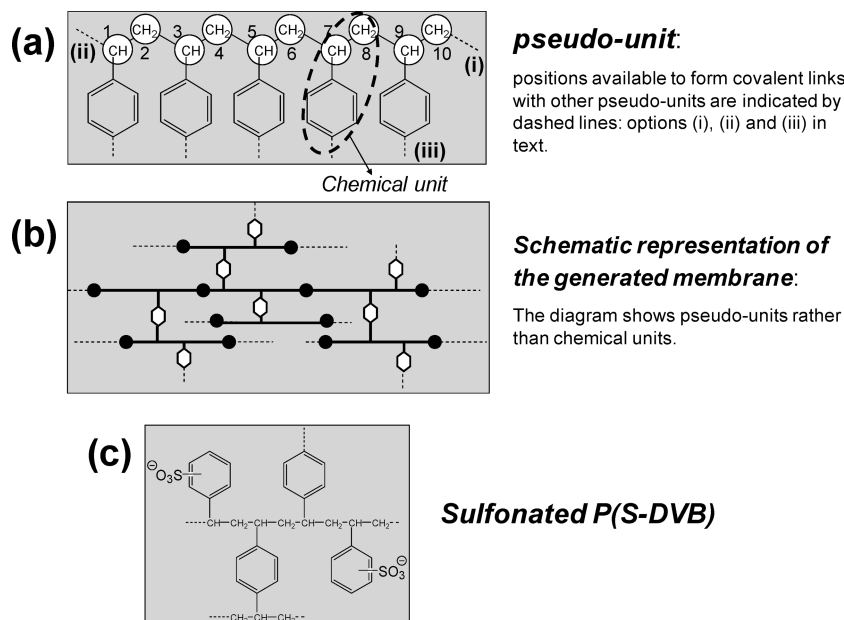 (a)
1 CH₂ 3 CH₂ 5 CH₂ 7 CH₂ 9 CH₂
(ii) CH 2 CH 4 CH 6 CH 8 CH 10
(i)
(iii)
Chemical unit
pseudo-unit:
positions available to form covalent links
with other pseudo-units are indicated by
dashed lines: options (i), (ii) and (iii) in
text.
(b)
Schematic representation of
the generated membrane:
The diagram shows pseudo-units rather
than chemical units.
(c)
⊖O₃S
CH—CH₂—CH—CH₂—CH—CH₂—CH—CH₂
SO₃⊖
CH₂—CH—CH₂
Sulfonated P(S-DVB)